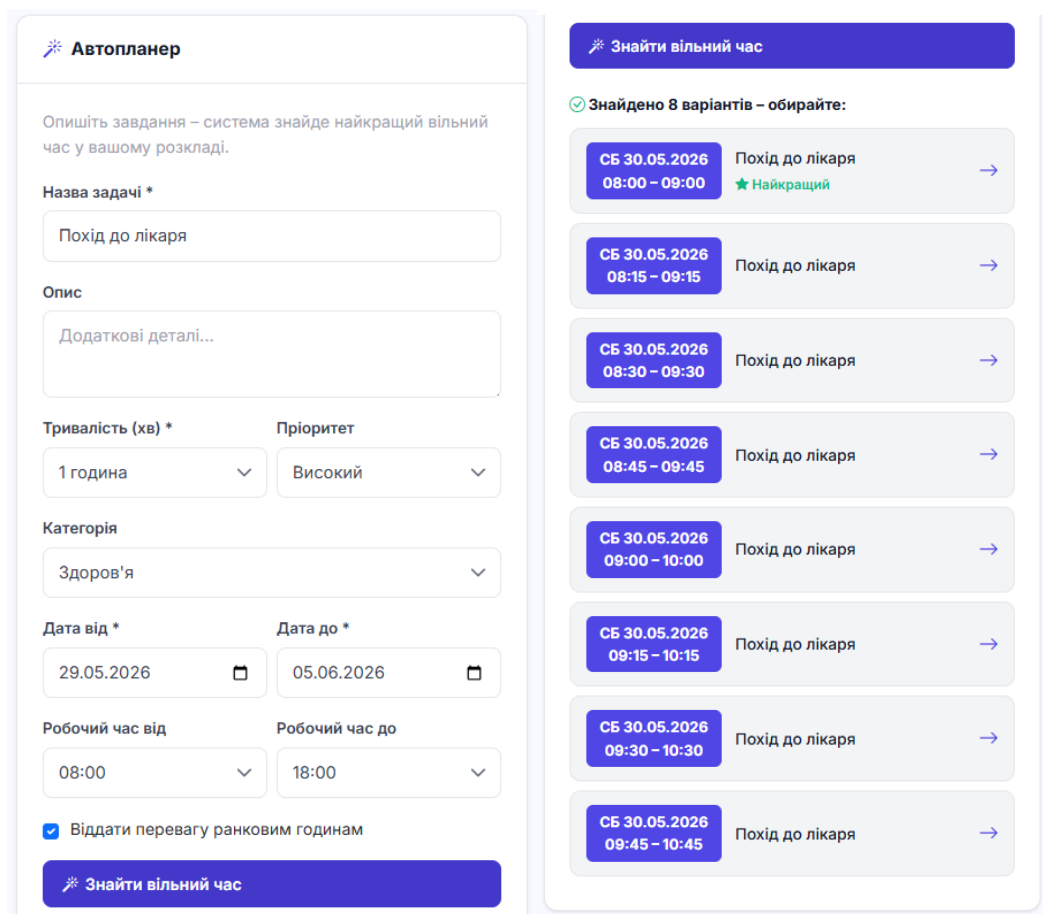 Автопланер
Опишіть завдання – система знайде найкращий вільний
час у вашому розкладі.
Назва задачі *
Похід до лікаря
Опис
Додаткові деталі...
Тривалість (хв) *
Пріоритет
1 година
Високий
Категорія
Здоров'я
Дата від *
Дата до *
29.05.2026
05.06.2026
Робочий час від
Робочий час до
08:00
18:00
Віддати перевагу ранковим годинам
Знайти вільний час
Знайти вільний час
Знайдено 8 варіантів – обирайте:
СБ 30.05.2026
08:00 – 09:00
Похід до лікаря
Найкращий
СБ 30.05.2026
08:15 – 09:15
Похід до лікаря
СБ 30.05.2026
08:30 – 09:30
Похід до лікаря
СБ 30.05.2026
08:45 – 09:45
Похід до лікаря
СБ 30.05.2026
09:00 – 10:00
Похід до лікаря
СБ 30.05.2026
09:15 – 10:15
Похід до лікаря
СБ 30.05.2026
09:30 – 10:30
Похід до лікаря
СБ 30.05.2026
09:45 – 10:45
Похід до лікаря